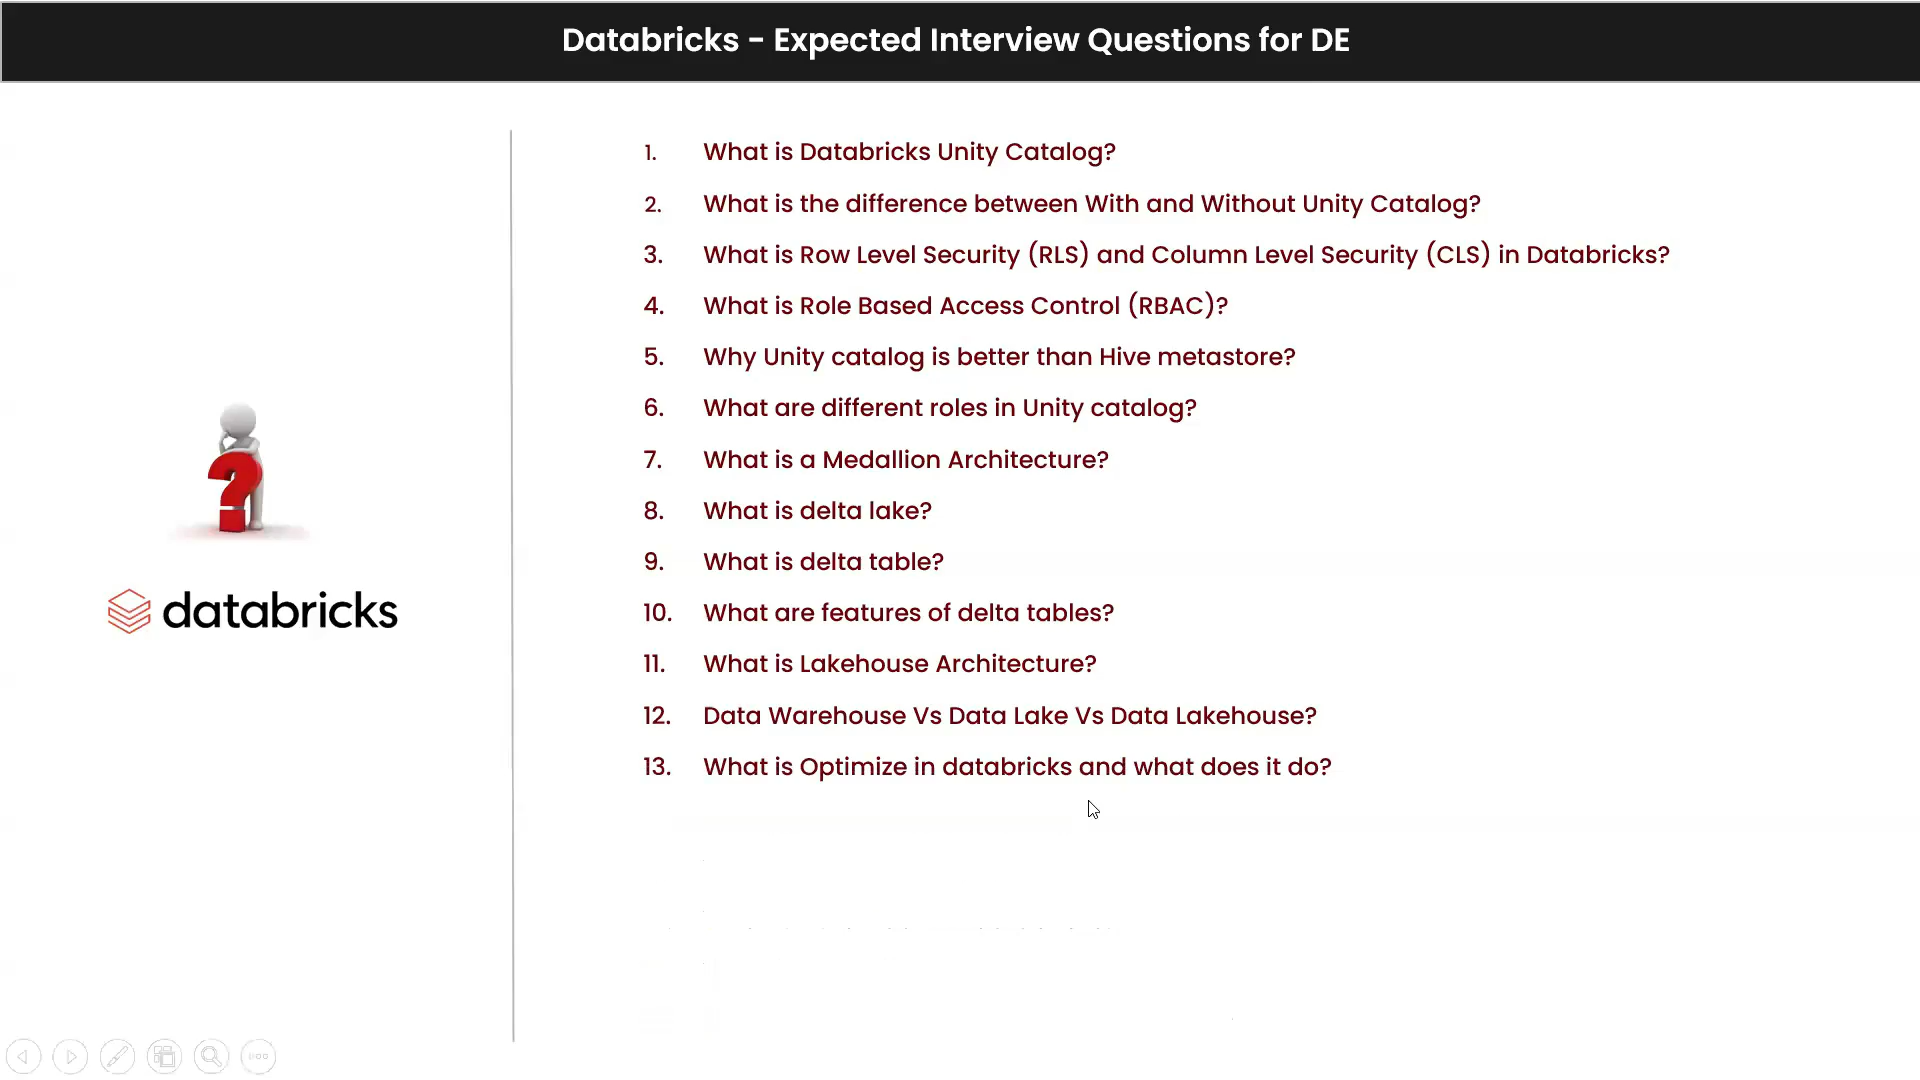 Databricks - Expected Interview Questions for DE
1. What is Databricks Unity Catalog?
2. What is the difference between With and Without Unity Catalog?
3. What is Row Level Security (RLS) and Column Level Security (CLS) in Databricks?
4. What is Role Based Access Control (RBAC)?
5. Why Unity catalog is better than Hive metastore?
6. What are different roles in Unity catalog?
7. What is a Medallion Architecture?
8. What is delta lake?
9. What is delta table?
10. What are features of delta tables?
11. What is Lakehouse Architecture?
12. Data Warehouse Vs Data Lake Vs Data Lakehouse?
13. What is Optimize in databricks and what does it do?
databricks